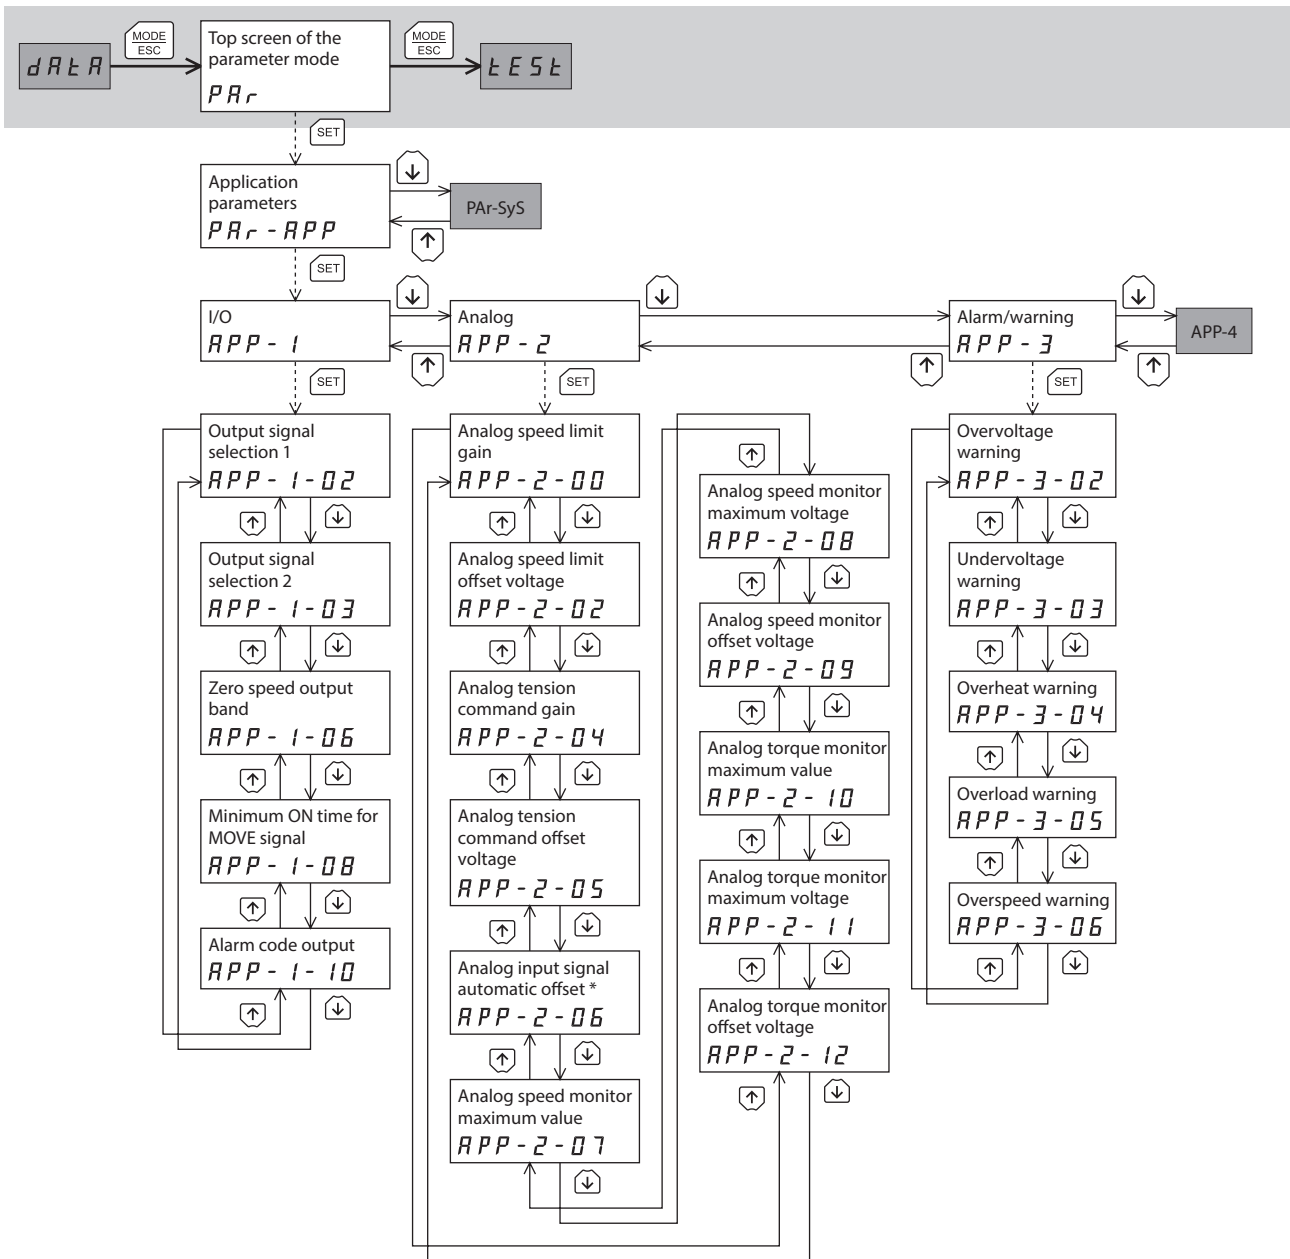 MODE
ESC
MODE
ESC
dAtA
Top screen of the
parameter mode
PAr
tESt
SET
Application
parameters
PAr-APP
PAr-SyS
SET
I/O
APP-1
Analog
APP-2
Alarm/warning
APP-3
APP-4
SET
SET
SET
Output signal
selection 1
APP-1-02
Output signal
selection 2
APP-1-03
Zero speed output
band
APP-1-06
Minimum ON time for
MOVE signal
APP-1-08
Alarm code output
APP-1-10
Analog speed limit
gain
APP-2-00
Analog speed limit
offset voltage
APP-2-02
Analog tension
command gain
APP-2-04
Analog tension
command offset
voltage
APP-2-05
Analog input signal
automatic offset *
APP-2-06
Analog speed monitor
maximum value
APP-2-07
Analog speed monitor
maximum voltage
APP-2-08
Analog speed monitor
offset voltage
APP-2-09
Analog torque monitor
maximum value
APP-2-10
Analog torque monitor
maximum voltage
APP-2-11
Analog torque monitor
offset voltage
APP-2-12
Overvoltage
warning
APP-3-02
Undervoltage
warning
APP-3-03
Overheat warning
APP-3-04
Overload warning
APP-3-05
Overspeed warning
APP-3-06